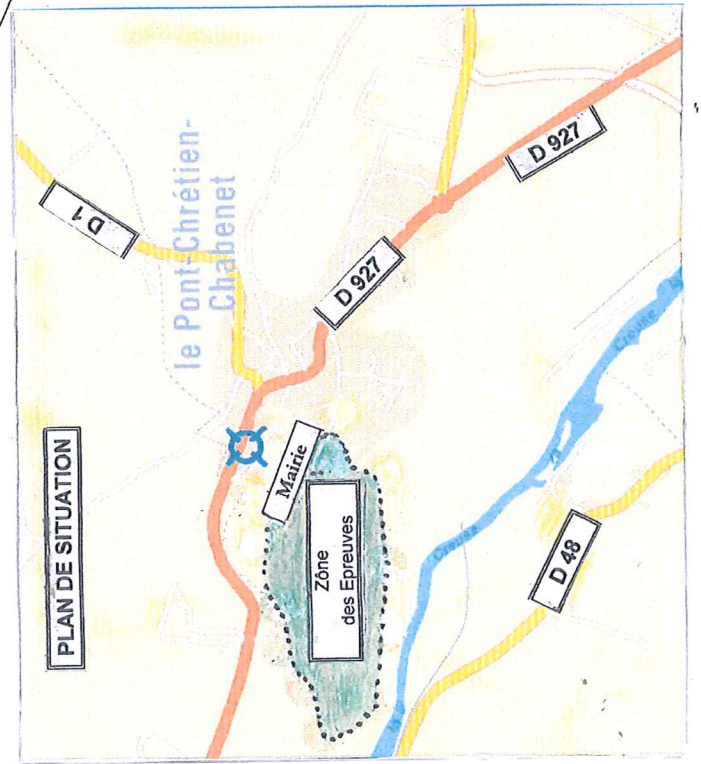 PLAN DE SITUATION
D 1
le Pont-Chrétien-
Chabenet
D 927
D 927
Mairie
Zône
des Epreuves
Creuse
Creuse
D 48